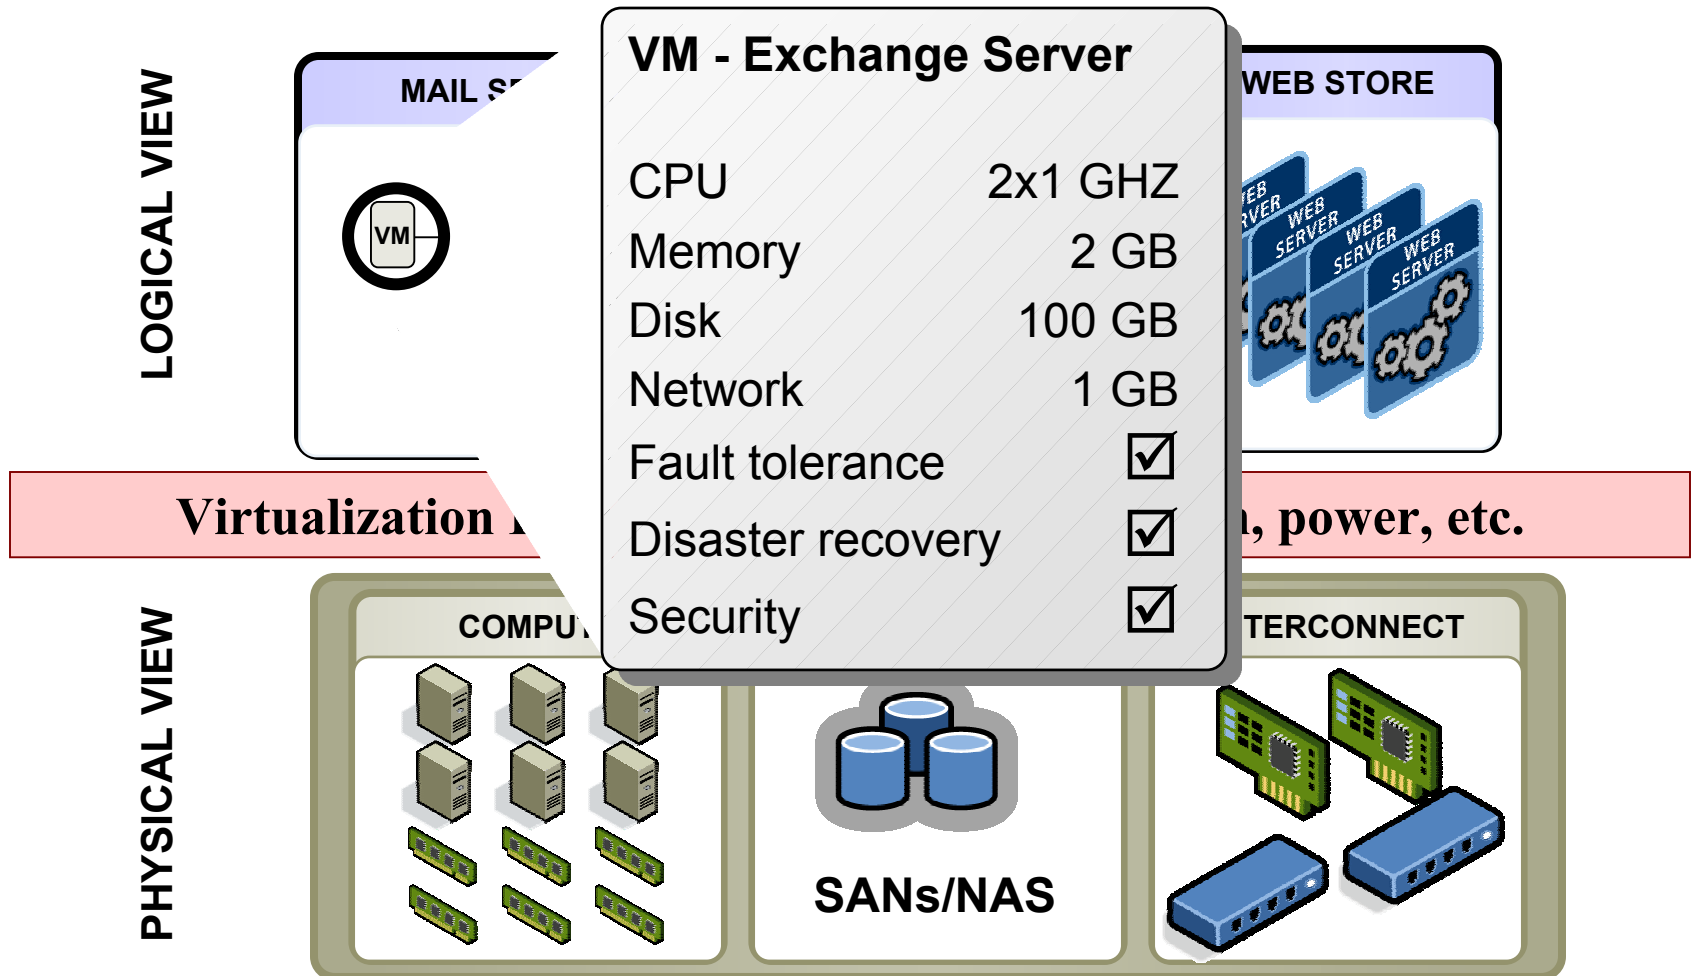 LOGICAL VIEW
MAIL
VM
VM - Exchange Server
CPU 2x1 GHZ
Memory 2 GB
Disk 100 GB
Network 1 GB
Fault tolerance
Disaster recovery
Security
WEB STORE
WEB
SERVER
WEB
SERVER
WEB
SERVER
Virtualization
, power, etc.
PHYSICAL VIEW
SANs/NAS
TERCONNECT